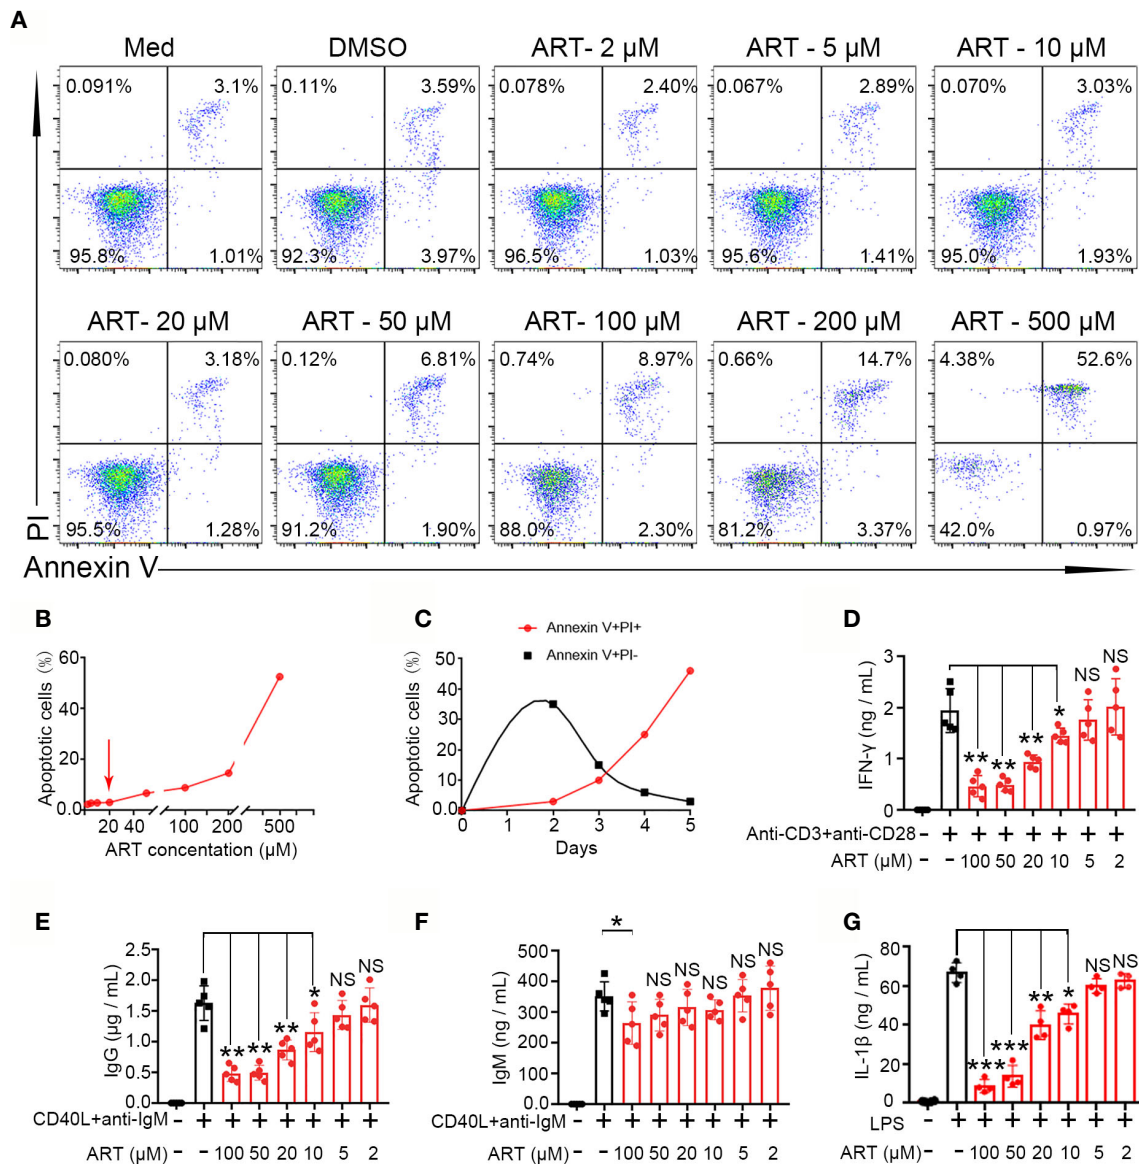 A
Med DMSO ART- 2 µM ART - 5 µM ART - 10 µM
0.091% 3.1% 0.11% 3.59% 0.078% 2.40% 0.067% 2.89% 0.070% 3.03%
95.8% 1.01% 92.3% 3.97% 96.5% 1.03% 95.6% 1.41% 95.0% 1.93%
ART- 20 µM ART - 50 µM ART- 100 µM ART - 200 µM ART - 500 µM
0.080% 3.18% 0.12% 6.81% 0.74% 8.97% 0.66% 14.7% 4.38% 52.6%
95.5% 1.28% 91.2% 1.90% 88.0% 2.30% 81.2% 3.37% 42.0% 0.97%
PI
Annexin V
B
Apoptotic cells (%)
60
40
20
0.0
20 40 100 200 500
ART concentation (µM)
C
Annexin V+PI+
Annexin V+PI-
Apoptotic cells (%)
50
40
30
20
10
0.0
0 1 2 3 4 5
Days
D
IFN-γ (ng / mL)
3
2
1
0
** ** ** * NS NS
Anti-CD3+anti-CD28 - + + + + + + +
ART (µM) - - 100 50 20 10 5 2
E
IgG (µg / mL)
2.5
2.0
1.5
1.0
0.5
0.0
** ** ** * NS NS
CD40L+anti-IgM - + + + + + + +
ART (µM) - - 100 50 20 10 5 2
F
IgM (ng / mL)
500
400
300
200
100
0
* NS NS NS NS NS
CD40L+anti-IgM - + + + + + + +
ART (µM) - - 100 50 20 10 5 2
G
IL-1β (ng / mL)
80
60
40
20
0
*** *** ** * NS NS
LPS - + + + + + + +
ART (µM) - - 100 50 20 10 5 2